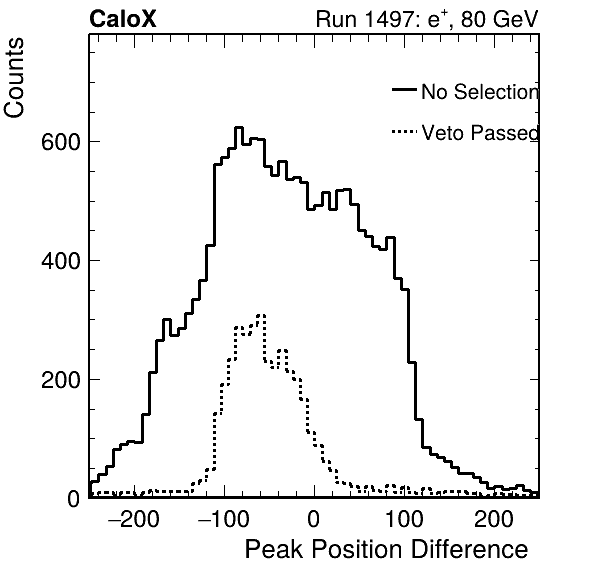 CaloX Run 1497: e⁺, 80 GeV
Counts
No Selection
Veto Passed
600
400
200
0
−200 −100 0 100 200
Peak Position Difference